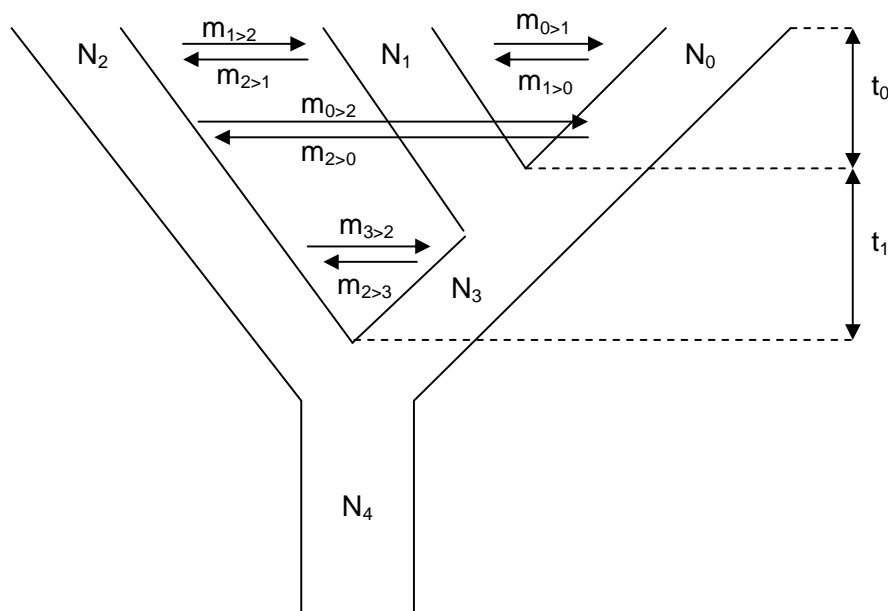 N₂
m₁>₂
m₂>₁
N₁
m₀>₁
m₁>₀
N₀
t₀
m₀>₂
m₂>₀
m₃>₂
m₂>₃
N₃
t₁
N₄